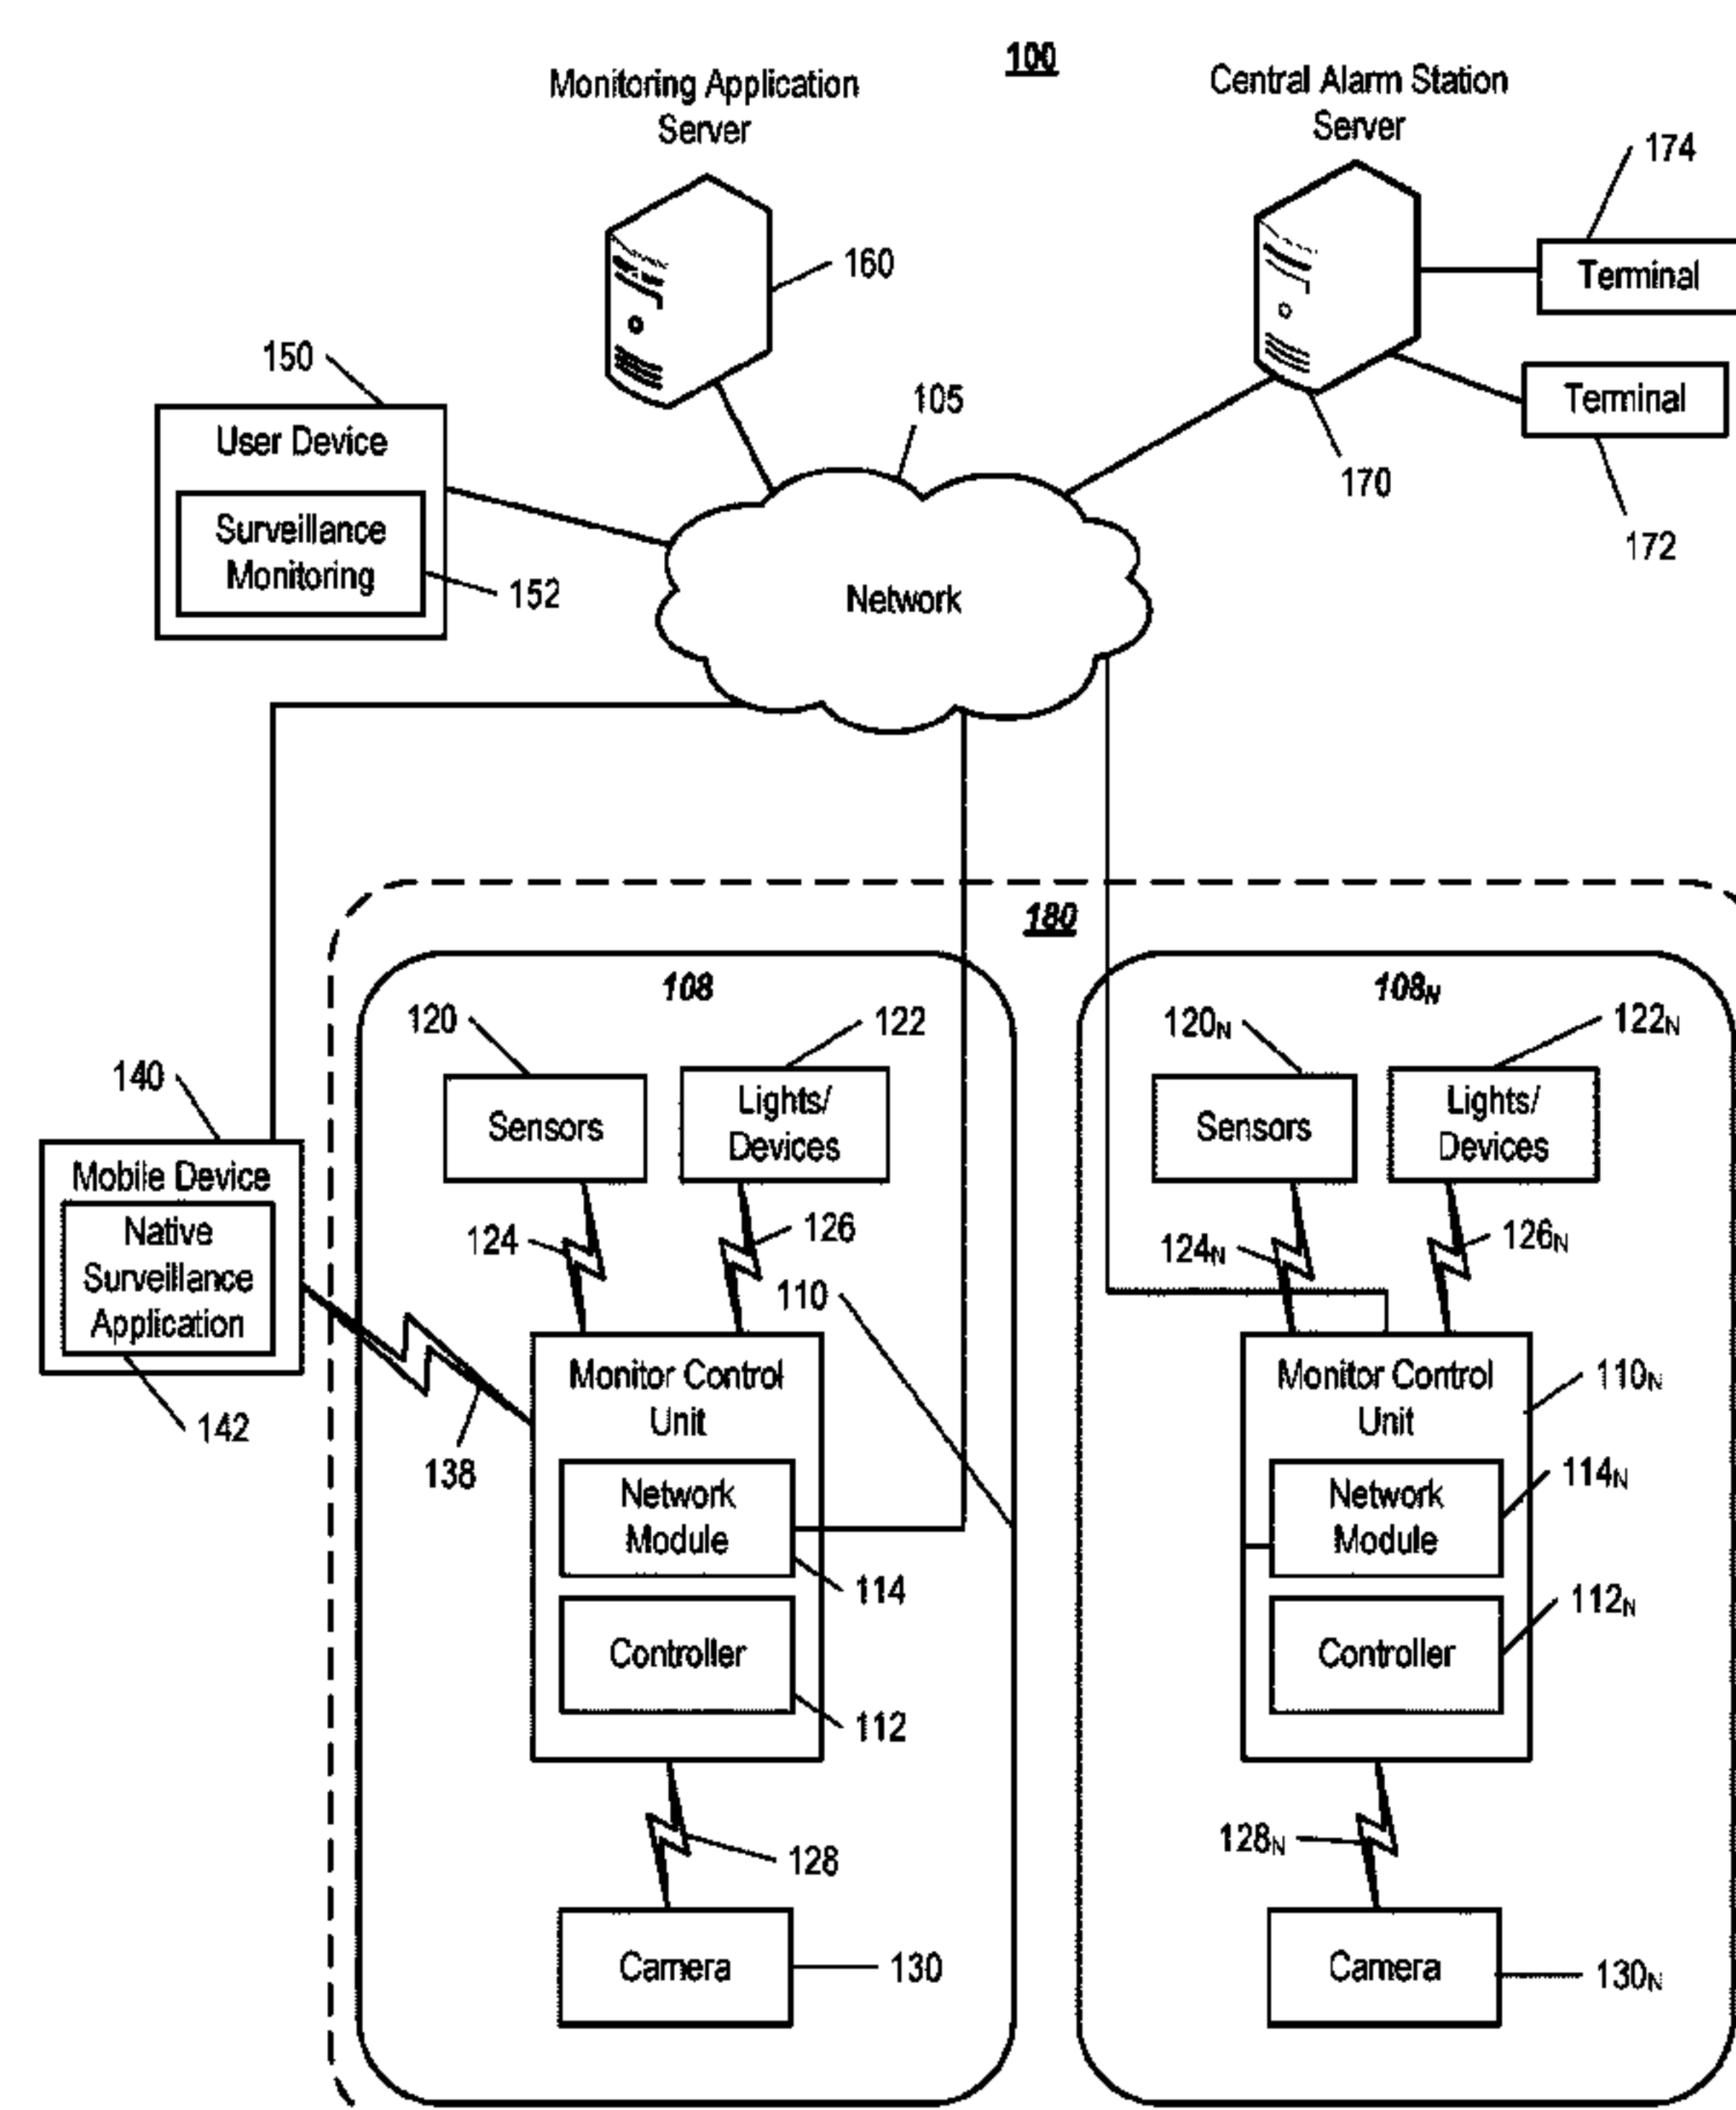 100
Monitoring Application
Server
Central Alarm Station
Server
174
Terminal
160
150
105
Terminal
User Device
170
Surveillance
Monitoring
152
172
Network
180
108
108N
120
122
120N
122N
140
Sensors
Lights/
Devices
Sensors
Lights/
Devices
Mobile Device
Native
Surveillance
Application
124
126
110
124N
126N
142
138
Monitor Control
Unit
Monitor Control
Unit
110N
Network
Module
114
Network
Module
114N
Controller
112
Controller
112N
128
128N
Camera
130
Camera
130N